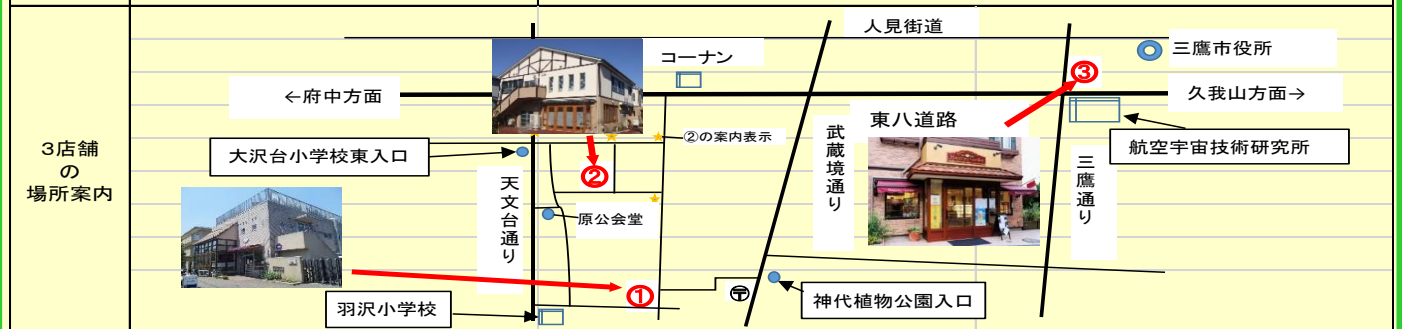 3店舗
の
場所案内
人見街道
コーナン
三鷹市役所
←府中方面
③
久我山方面→
東八道路
②の案内表示
武蔵境通り
大沢台小学校東入口
航空宇宙技術研究所
②
三鷹通り
天文台通り
原公会堂
①
〒
羽沢小学校
神代植物公園入口